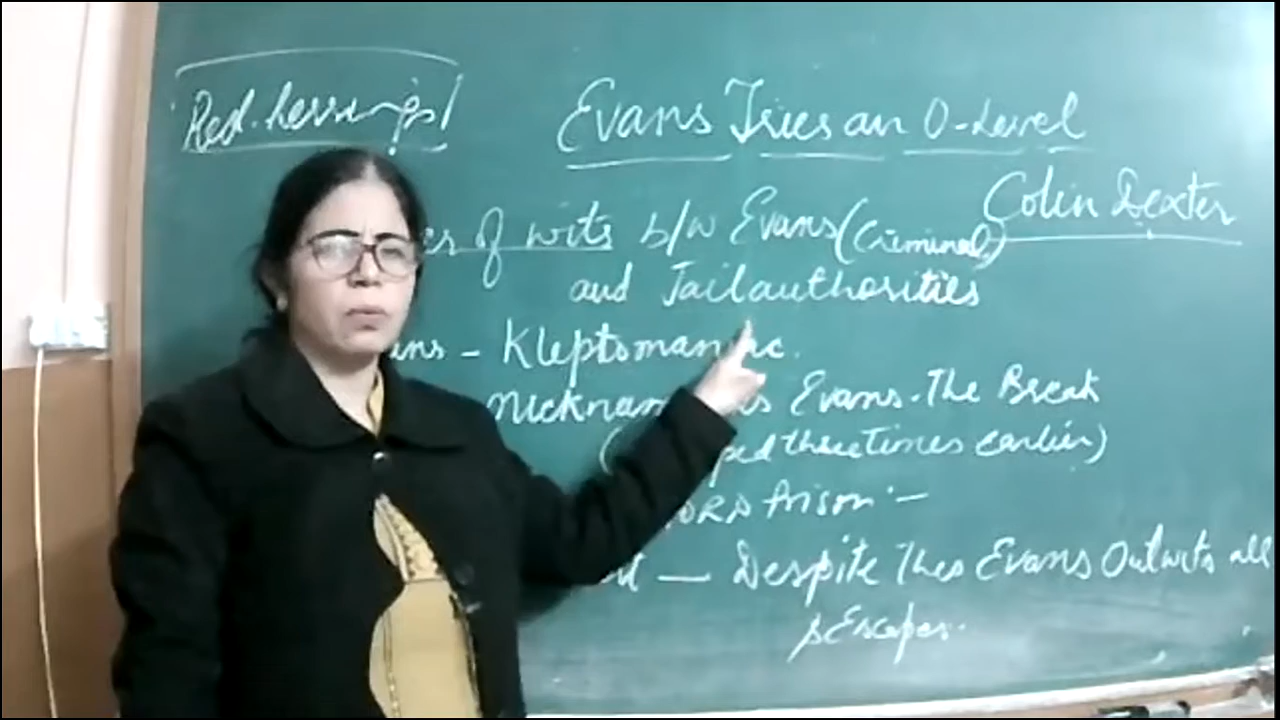 Red-herrings!
Evans Tries an O-Level
Colin Dexter
of wits b/w Evans (Criminal)
and Jail authorities
- Kleptomaniac.
Evans-The Break
three Times earlier)
Prison -
— Despite Evans Outwits all
Escapes.